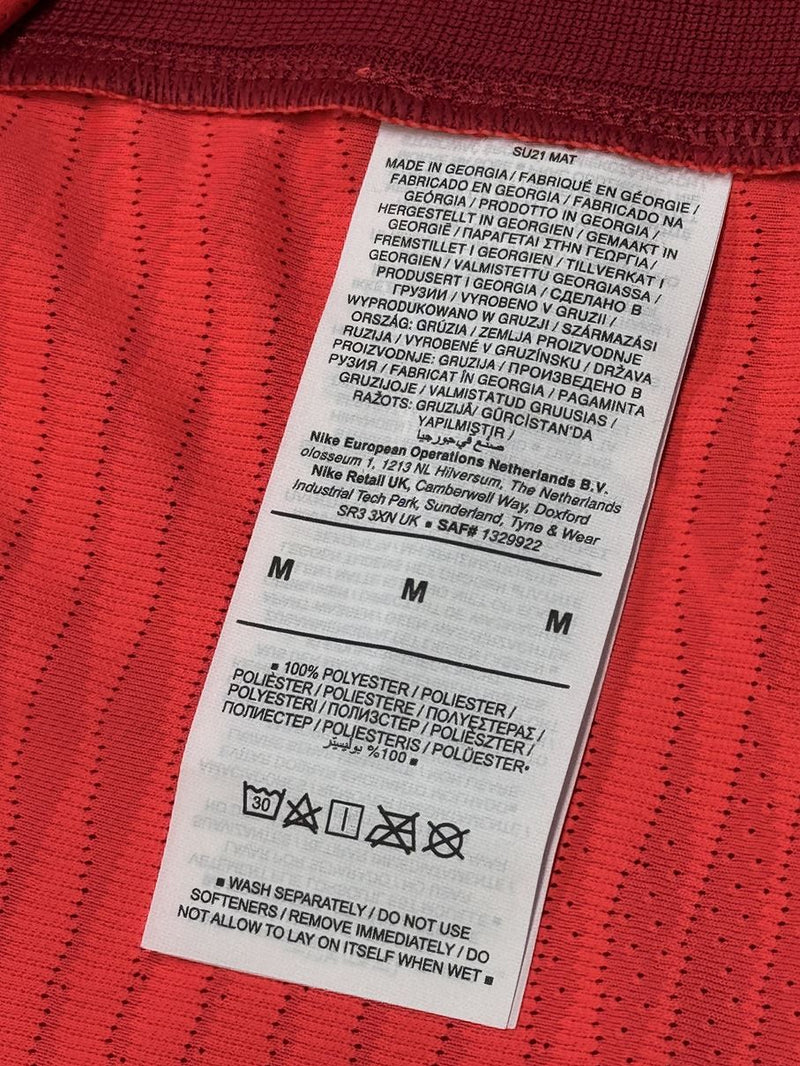 SU21 MAT
MADE IN GEORGIA / FABRIQUÉ EN GÉORGIE /
FABRICADO EN GEORGIA / FABRICADO NA
GEÓRGIA / PRODOTTO IN GEORGIA /
HERGESTELLT IN GEORGIEN / GEMAAKT IN
GEORGIË / ΠΑΡΑΓΕΤΑΙ ΣΤΗΝ ΓΕΩΡΓΙΑ /
FREMSTILLET I GEORGIEN / TILLVERKAT I
GEORGIEN / VALMISTETTU GEORGIASSA /
PRODUSERT I GEORGIA / СДЕЛАНО В
ГРУЗИИ / VYROBENO V GRUZII /
WYPRODUKOWANO W GRUZJI / SZÁRMAZÁSI
ORSZÁG: GRÚZIA / ZEMLJA PROIZVODNJE
RUZIJA / VYROBENÉ V GRUZÍNSKU / DRŽAVA
PROIZVODNJE: GRUZIJA / ПРОИЗВЕДЕНО В
РУЗИЯ / FABRICAT ÎN GEORGIA / PAGAMINTA
GRUZIJOJE / VALMISTATUD GRUUSIAS /
RAŽOTS: GRUZIJĀ / GÜRCİSTAN'DA
YAPILMIŞTIR /
صنع في جورجيا
Nike European Operations Netherlands B.V.
olosseum 1, 1213 NL Hilversum, The Netherlands
Nike Retail UK, Camberwell Way, Doxford
Industrial Tech Park, Sunderland, Tyne & Wear
SR3 3XN UK ▪ SAF# 1329922
M M M
▪ 100% POLYESTER / POLIESTER /
POLIÉSTER / POLIESTERE / ΠΟΛΥΕΣΤΕΡΑΣ /
POLYESTERI / ПОЛИЭСТЕР / POLIÉSZTER /
ПОЛИЕСТЕР / POLIESTERIS / POLÜESTER▪
100% بوليستر ▪
30
▪ WASH SEPARATELY / DO NOT USE
SOFTENERS / REMOVE IMMEDIATELY / DO
NOT ALLOW TO LAY ON ITSELF WHEN WET ▪